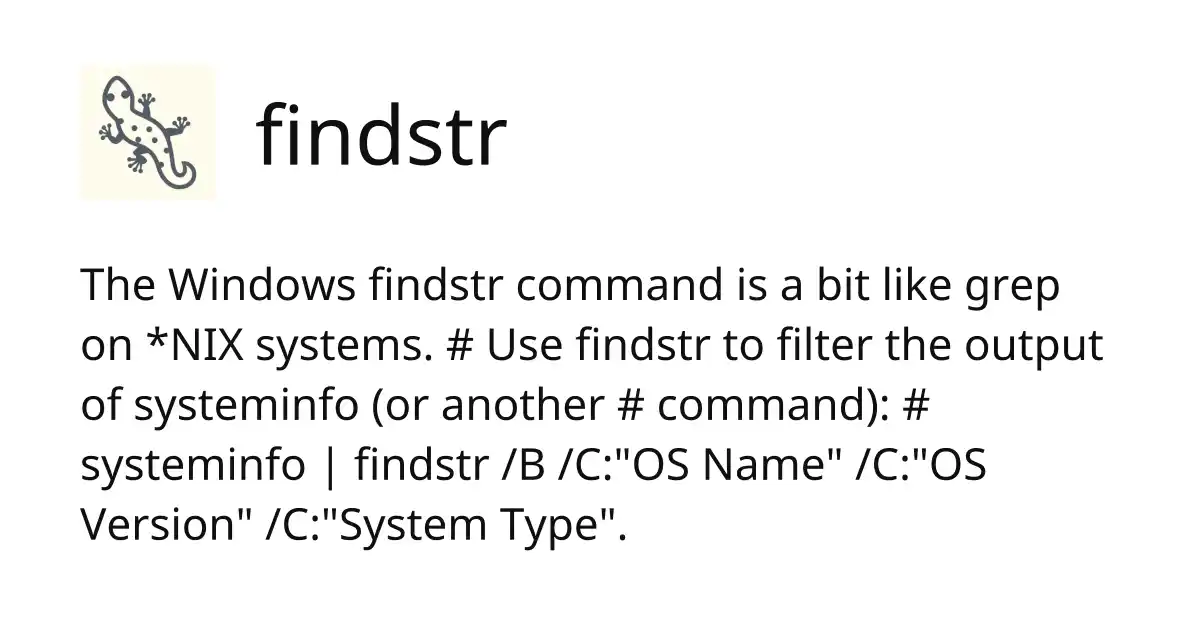 findstr
The Windows findstr command is a bit like grep
on *NIX systems. # Use findstr to filter the output
of systeminfo (or another # command): #
systeminfo | findstr /B /C:"OS Name" /C:"OS
Version" /C:"System Type".